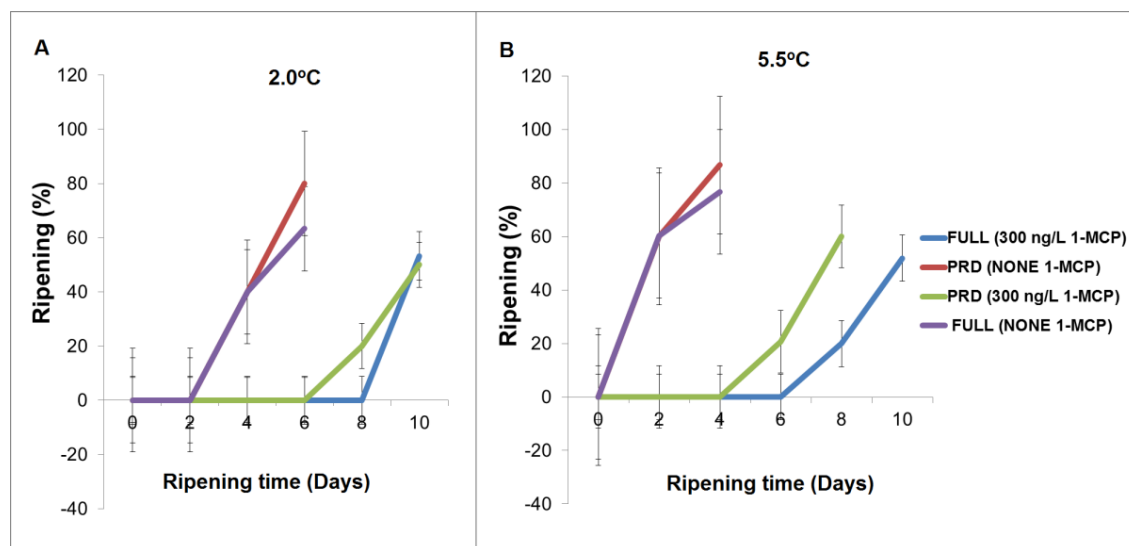 A
2.0ºC
120
100
80
60
40
20
0
-20
-40
Ripening (%)
0 2 4 6 8 10
Ripening time (Days)
B
5.5ºC
120
100
80
60
40
20
0
-20
-40
Ripening (%)
0 2 4 6 8 10
Ripening time (Days)
FULL (300 ng/L 1-MCP)
PRD (NONE 1-MCP)
PRD (300 ng/L 1-MCP)
FULL (NONE 1-MCP)